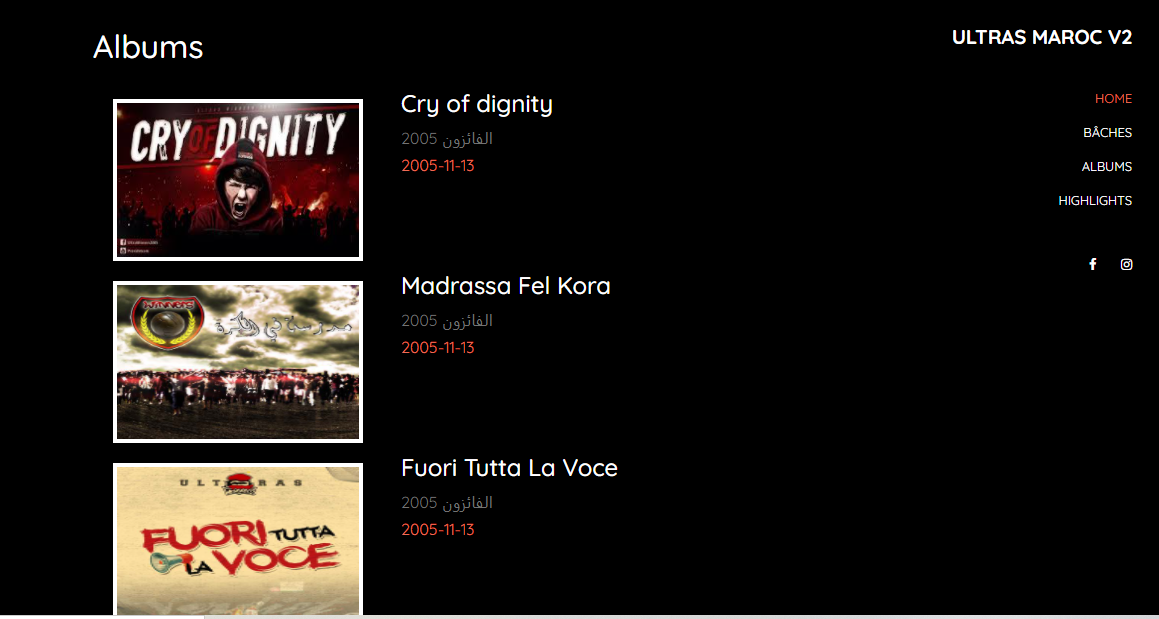 Albums
CRY OF DIGNITY
Cry of dignity
الفائزون 2005
2005-11-13
WINNERS
مدرسة في الكرة
Madrassa Fel Kora
الفائزون 2005
2005-11-13
ULTRAS
FUORI TUTTA
LA VOCE
Fuori Tutta La Voce
الفائزون 2005
2005-11-13
ULTRAS MAROC V2
HOME
BÂCHES
ALBUMS
HIGHLIGHTS